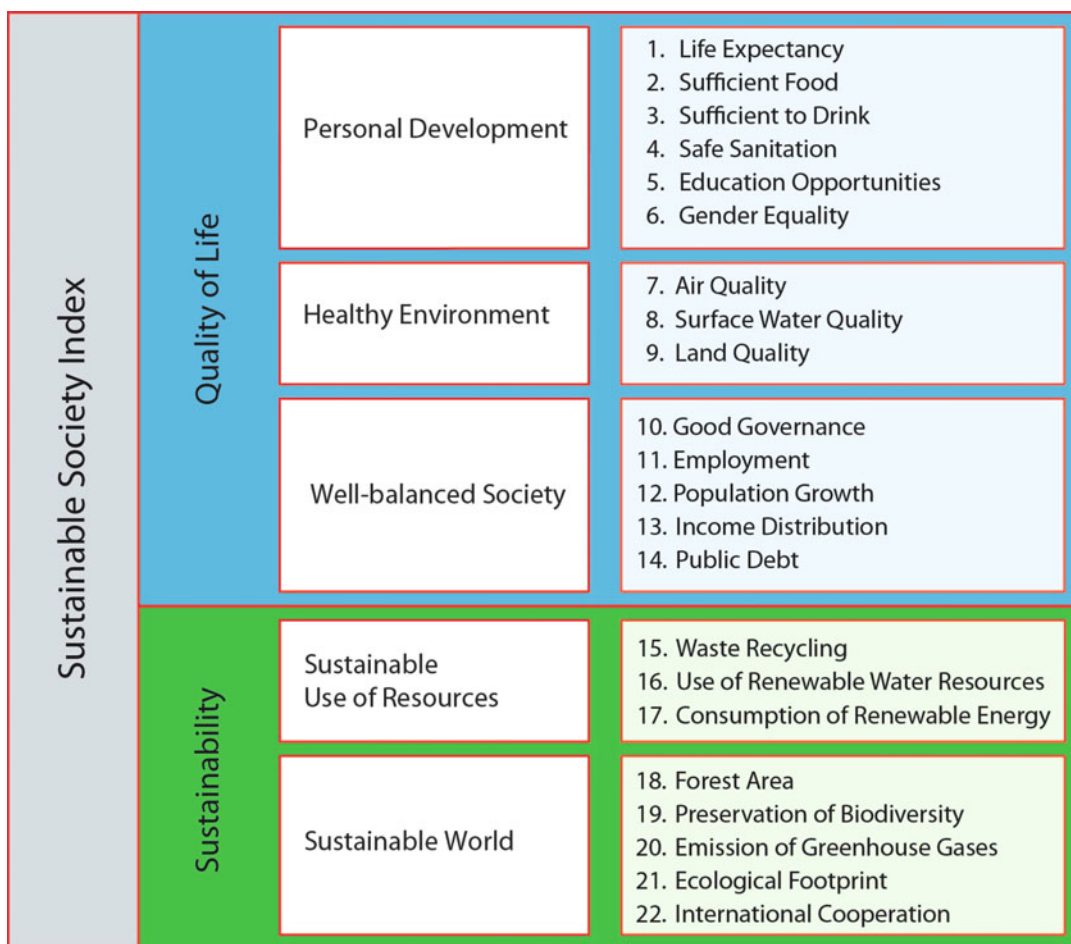 Sustainable Society Index
Quality of Life
Personal Development
1. Life Expectancy
2. Sufficient Food
3. Sufficient to Drink
4. Safe Sanitation
5. Education Opportunities
6. Gender Equality
Healthy Environment
7. Air Quality
8. Surface Water Quality
9. Land Quality
Well-balanced Society
10. Good Governance
11. Employment
12. Population Growth
13. Income Distribution
14. Public Debt
Sustainability
Sustainable
Use of Resources
15. Waste Recycling
16. Use of Renewable Water Resources
17. Consumption of Renewable Energy
Sustainable World
18. Forest Area
19. Preservation of Biodiversity
20. Emission of Greenhouse Gases
21. Ecological Footprint
22. International Cooperation